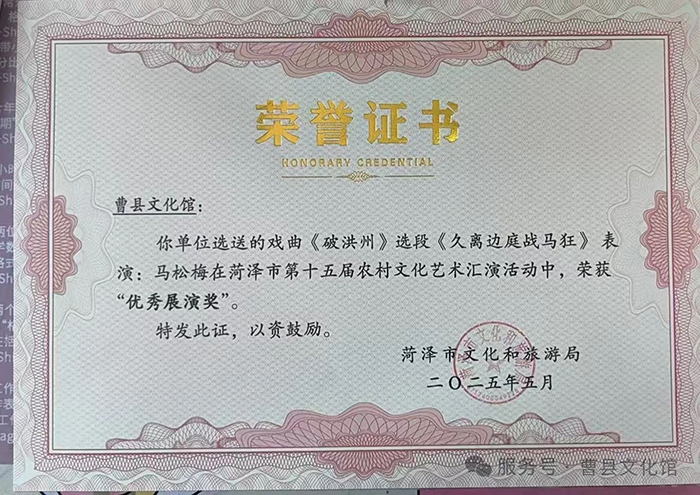 荣誉证书
HONORARY CREDENTIAL
曹县文化馆:
你单位选送的戏曲《破洪州》选段《久离边庭战马狂》表
演:马松梅在菏泽市第十五届农村文化艺术汇演活动中,荣获
“优秀展演奖”。
特发此证,以资鼓励。
菏泽市文化和旅游局
二〇二五年五月
服务号·曹县文化馆